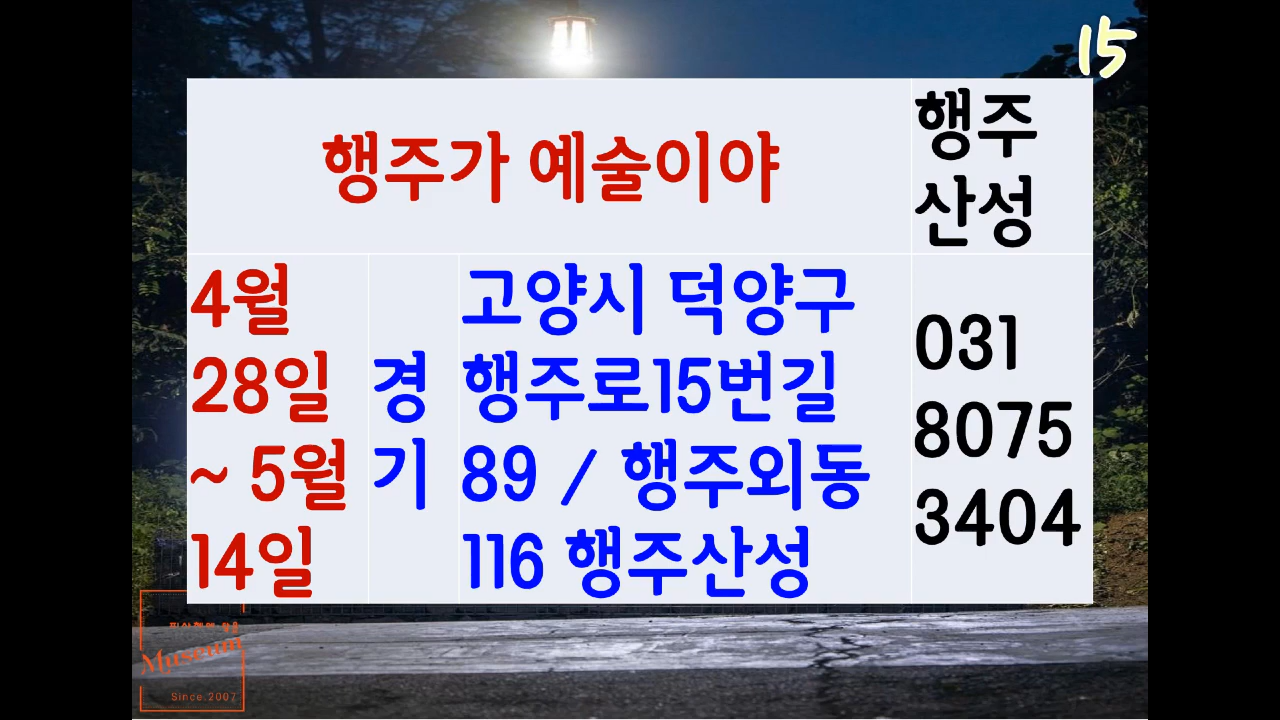 15
행주가 예술이야
행주
산성
4월
28일
~ 5월
14일
경
기
고양시 덕양구
행주로15번길
89 / 행주외동
116 행주산성
031
8075
3404
Museum
Since 2007